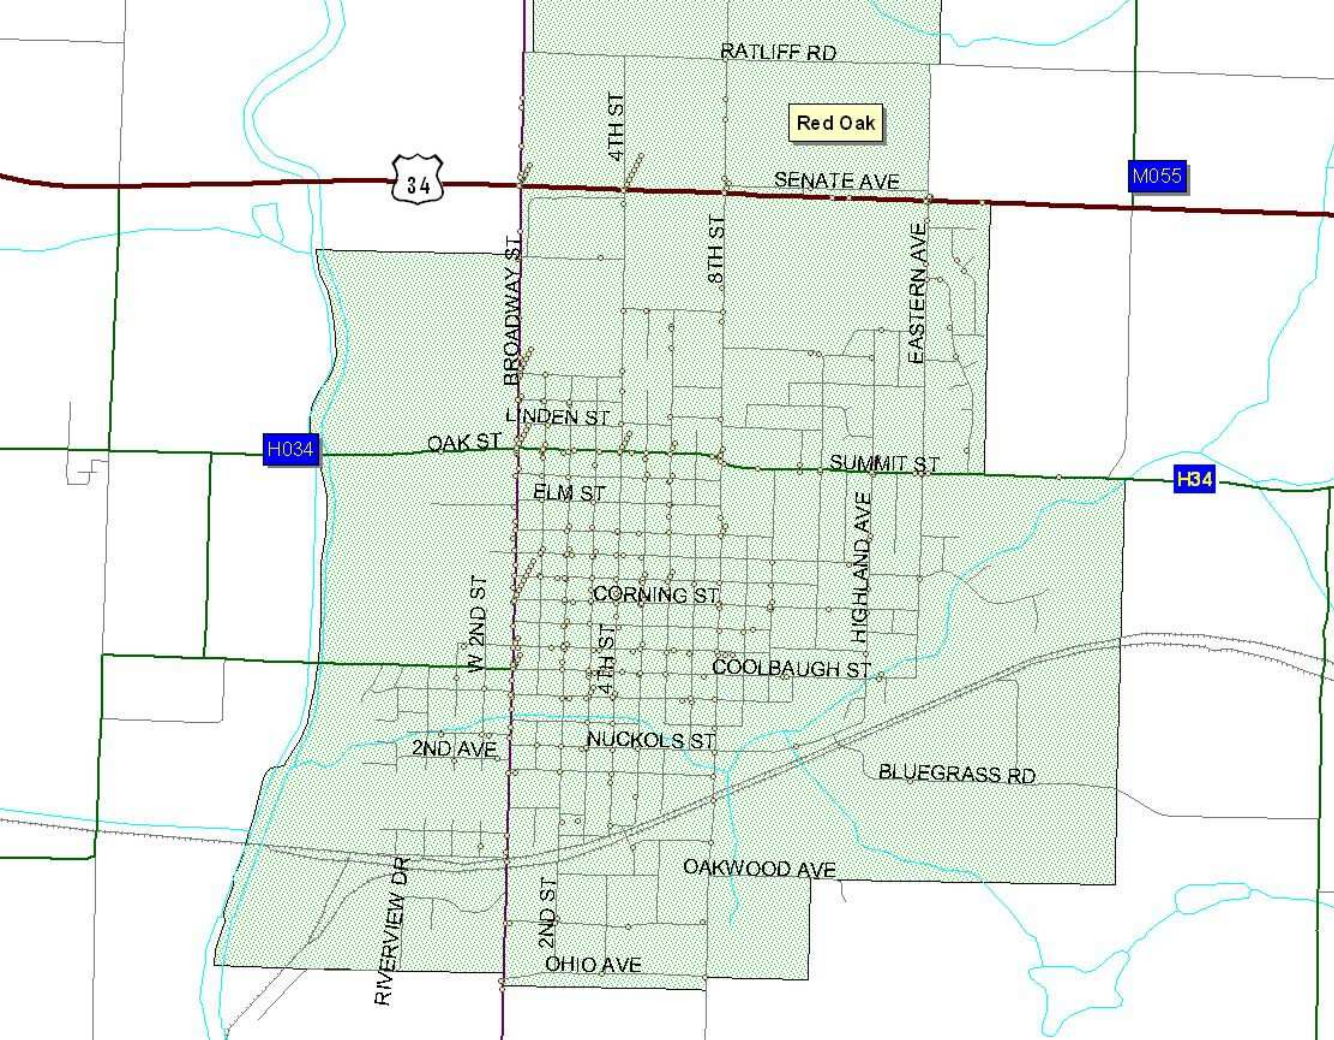 RATLIFF RD
4TH ST
Red Oak
34
SENATE AVE
M055
BROADWAY ST
8TH ST
EASTERN AVE
LINDEN ST
OAK ST
H034
SUMMIT ST
H34
ELM ST
HIGHLAND AVE
W 2ND ST
CORNING ST
4TH ST
COOLBAUGH ST
2ND AVE
NUCKOLS ST
BLUEGRASS RD
OAKWOOD AVE
RIVERVIEW DR
2ND ST
OHIO AVE